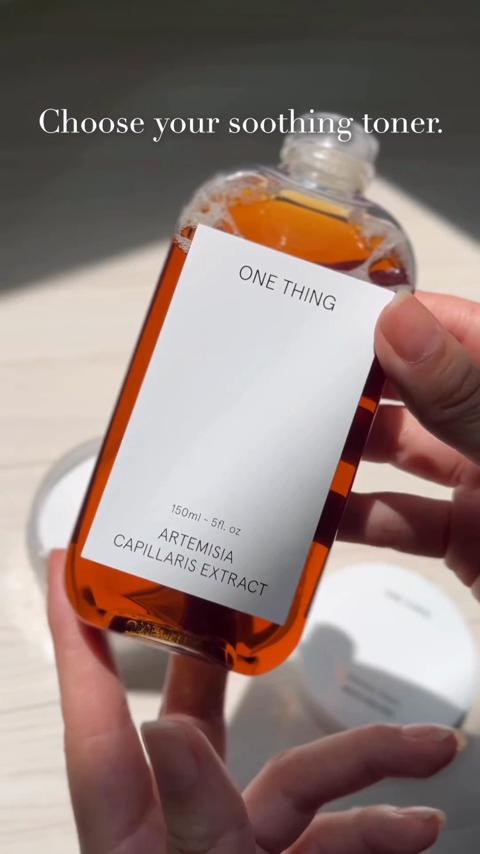 Choose your soothing toner.
ONE THING
150ml - 5fl. oz
ARTEMISIA
CAPILLARIS EXTRACT